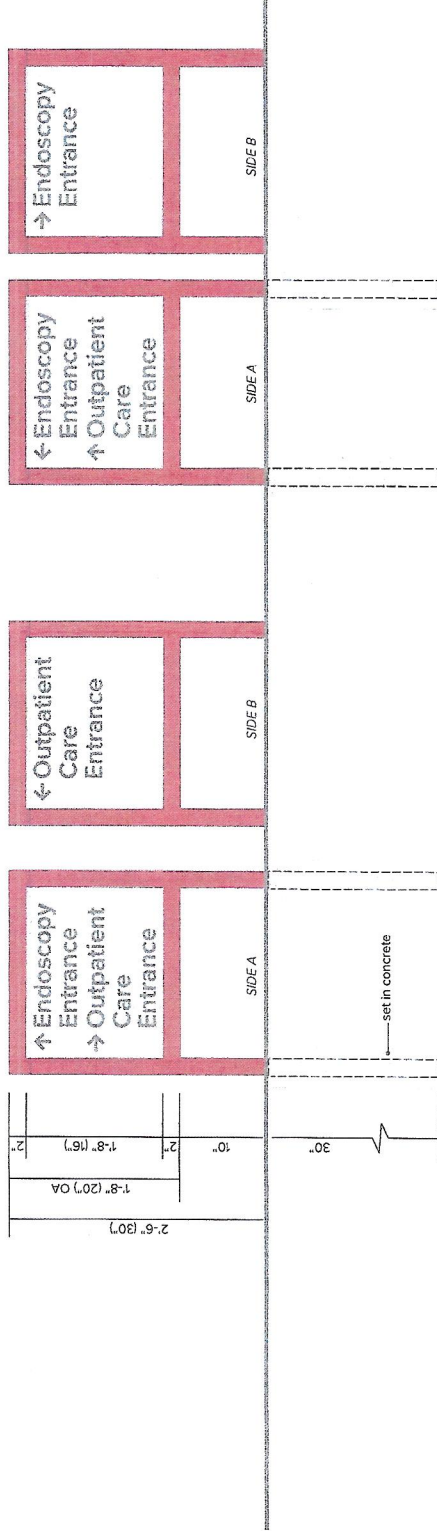 2'-6" (30")
1'-8" (20") OA
2"
1'-8" (16")
2"
10"
30"
↑ Endoscopy
Entrance
→ Outpatient
Care
Entrance
SIDE A
set in concrete
← Outpatient
Care
Entrance
SIDE B
← Endoscopy
Entrance
↑ Outpatient
Care
Entrance
SIDE A
→ Endoscopy
Entrance
SIDE B